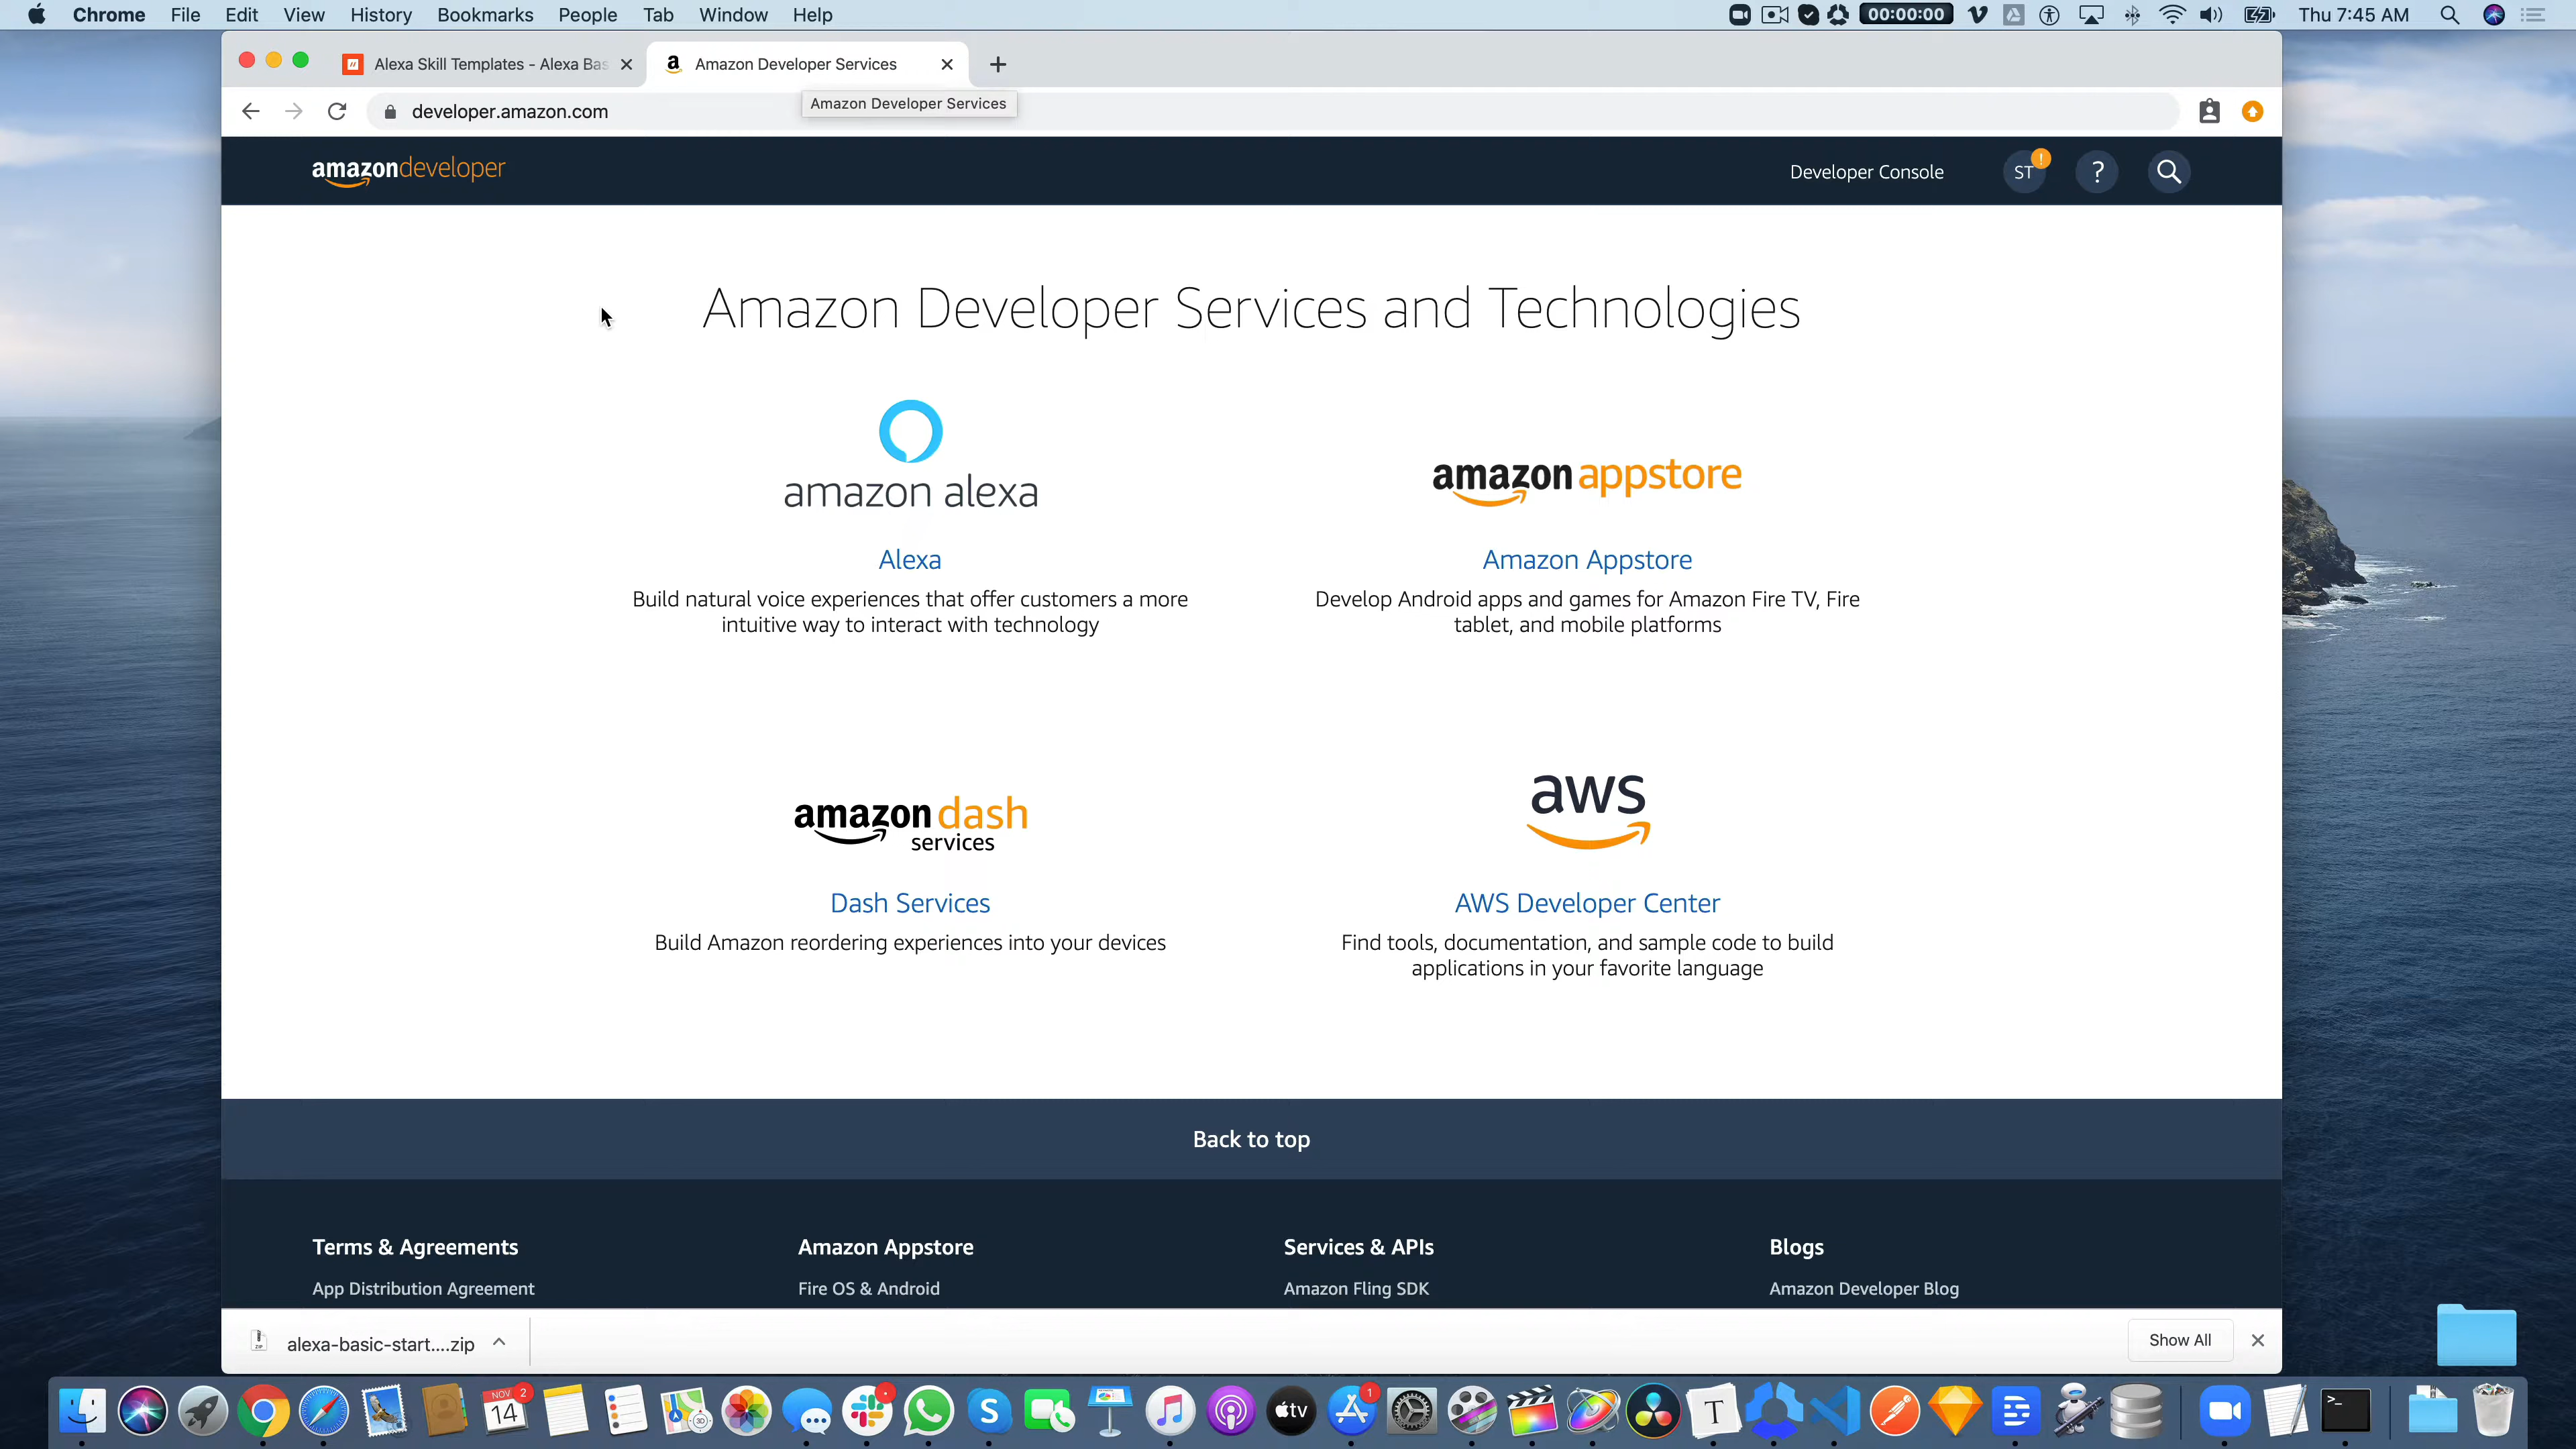 Chrome File Edit View History Bookmarks People Tab Window Help 00:00:00 Thu 7:45 AM
Alexa Skill Templates - Alexa Bas Amazon Developer Services
developer.amazon.com
Amazon Developer Services
amazondeveloper Developer Console ST ! ?
Amazon Developer Services and Technologies
amazon alexa
Alexa
Build natural voice experiences that offer customers a more
intuitive way to interact with technology
amazon appstore
Amazon Appstore
Develop Android apps and games for Amazon Fire TV, Fire
tablet, and mobile platforms
amazon dash
services
Dash Services
Build Amazon reordering experiences into your devices
aws
AWS Developer Center
Find tools, documentation, and sample code to build
applications in your favorite language
Back to top
Terms & Agreements
App Distribution Agreement
Amazon Appstore
Fire OS & Android
Services & APIs
Amazon Fling SDK
Blogs
Amazon Developer Blog
ZIP alexa-basic-start....zip Show All
NOV 14 2 3D 1 tv S T >_